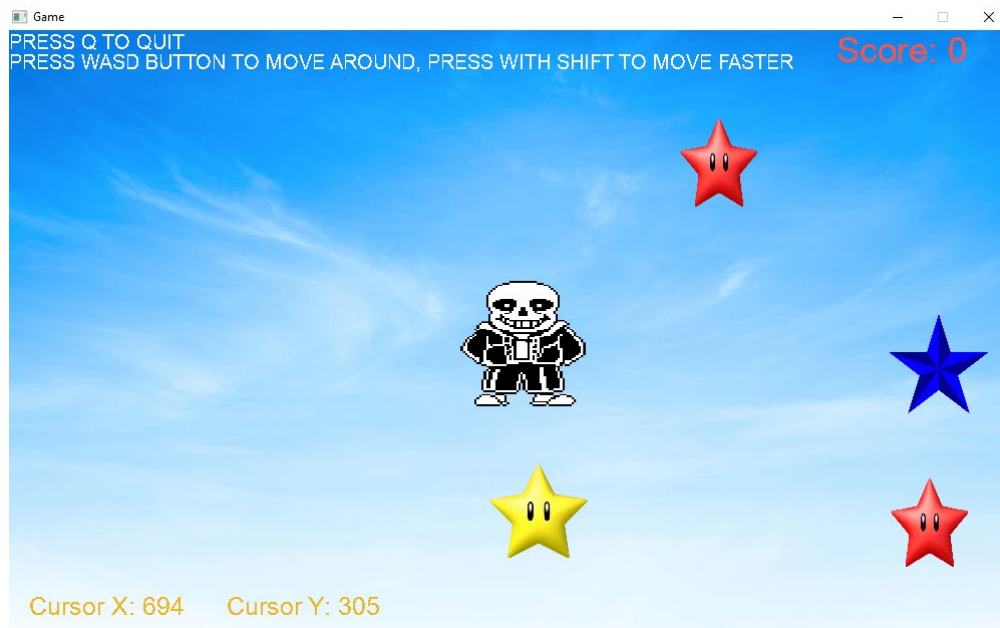 Game
PRESS Q TO QUIT
Score: 0
PRESS WASD BUTTON TO MOVE AROUND, PRESS WITH SHIFT TO MOVE FASTER
Cursor X: 694 Cursor Y: 305